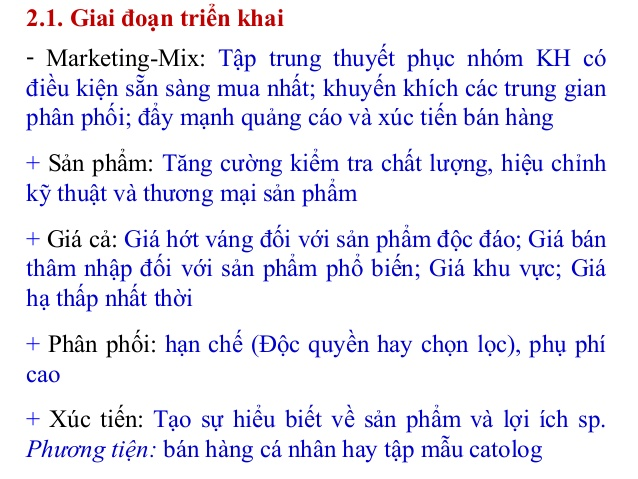 2.1. Giai đoạn triển khai
- Marketing-Mix: Tập trung thuyết phục nhóm KH có
điều kiện sẵn sàng mua nhất; khuyến khích các trung gian
phân phối; đẩy mạnh quảng cáo và xúc tiến bán hàng
+ Sản phẩm: Tăng cường kiểm tra chất lượng, hiệu chỉnh
kỹ thuật và thương mại sản phẩm
+ Giá cả: Giá hớt váng đối với sản phẩm độc đáo; Giá bán
thâm nhập đối với sản phẩm phổ biến; Giá khu vực; Giá
hạ thấp nhất thời
+ Phân phối: hạn chế (Độc quyền hay chọn lọc), phụ phí
cao
+ Xúc tiến: Tạo sự hiểu biết về sản phẩm và lợi ích sp.
Phương tiện: bán hàng cá nhân hay tập mẫu catolog